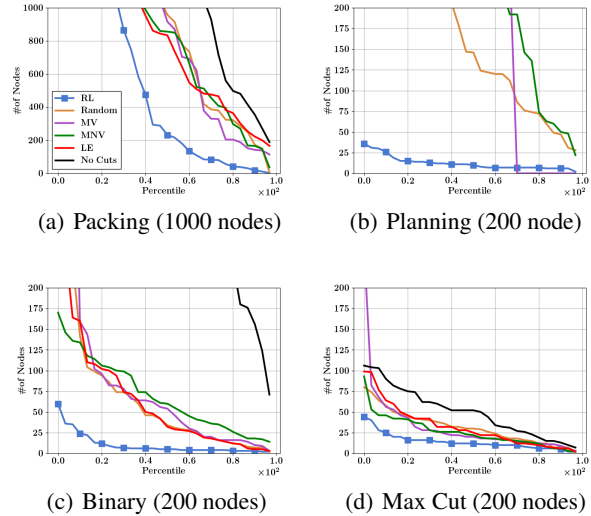 1000
800
600
400
200
0
# of Nodes
RL
Random
MV
MNV
LE
No Cuts
0.0 0.2 0.4 0.6 0.8 1.0
Percentile
×10²
(a) Packing (1000 nodes)
200
175
150
125
100
75
50
25
0
# of Nodes
0.0 0.2 0.4 0.6 0.8 1.0
Percentile
×10²
(b) Planning (200 node)
200
175
150
125
100
75
50
25
0
# of Nodes
0.0 0.2 0.4 0.6 0.8 1.0
Percentile
×10²
(c) Binary (200 nodes)
200
175
150
125
100
75
50
25
0
# of Nodes
0.0 0.2 0.4 0.6 0.8 1.0
Percentile
×10²
(d) Max Cut (200 nodes)